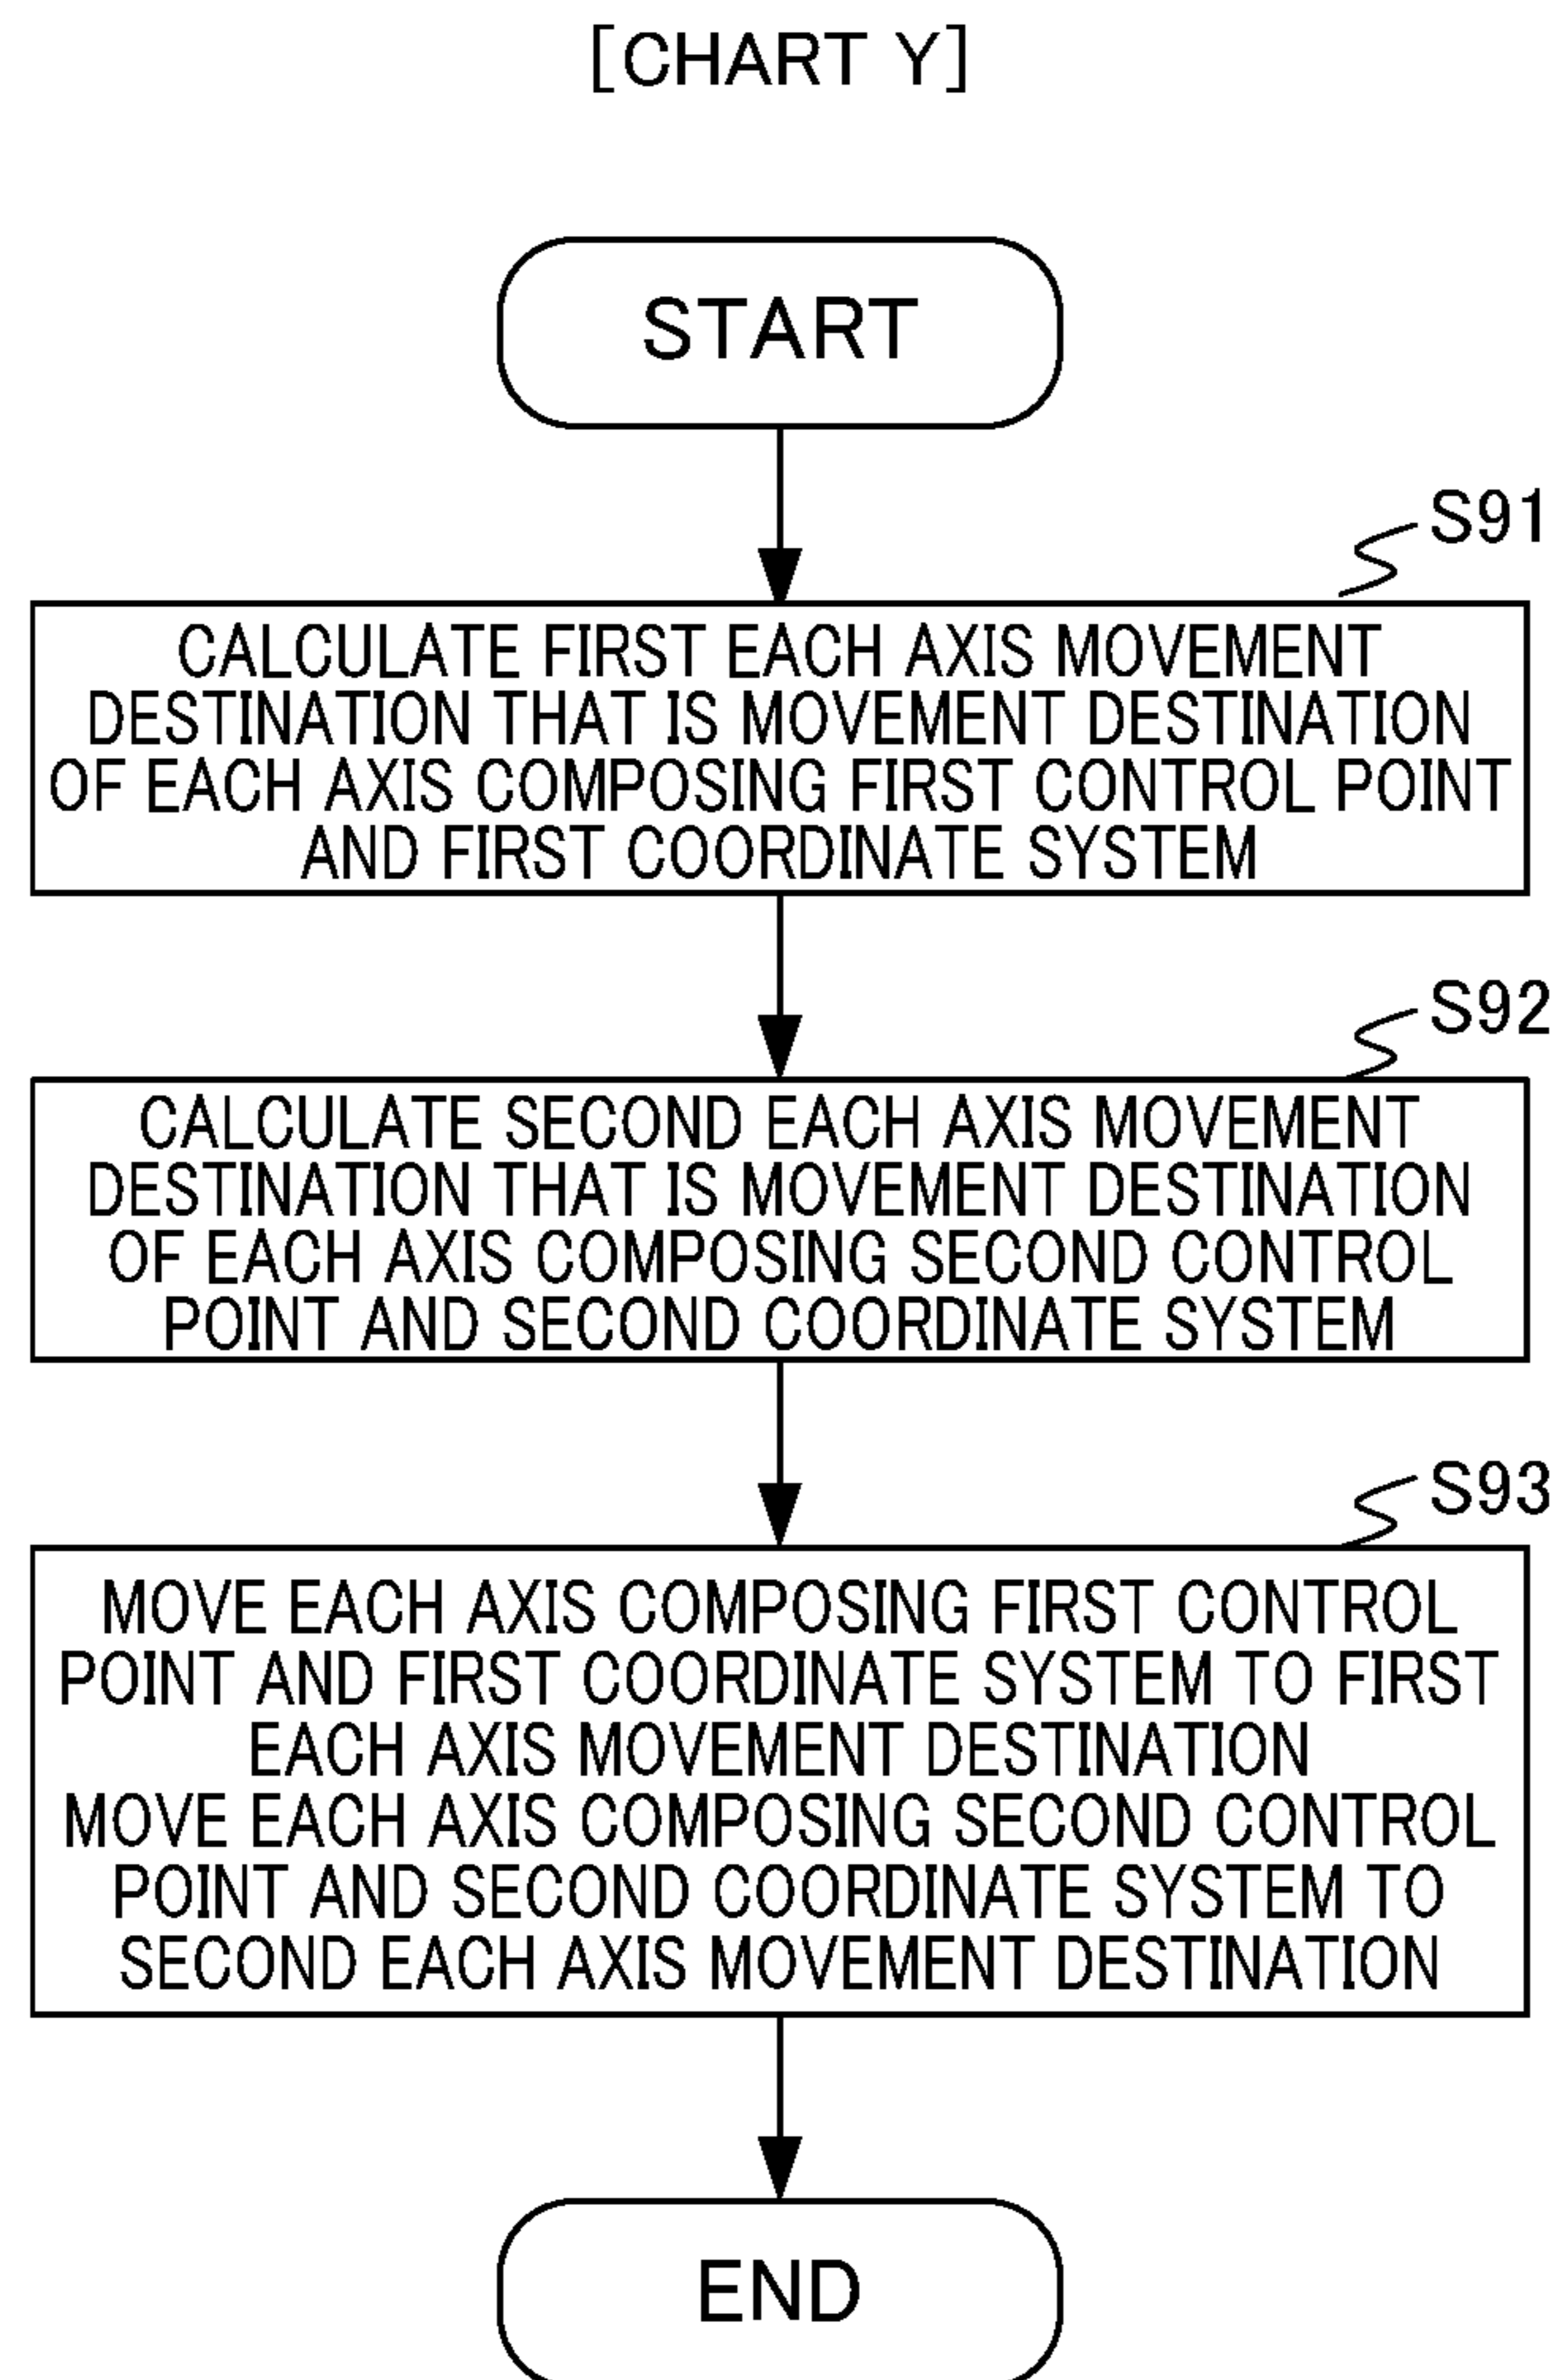 [CHART Y]
START
S91
CALCULATE FIRST EACH AXIS MOVEMENT
DESTINATION THAT IS MOVEMENT DESTINATION
OF EACH AXIS COMPOSING FIRST CONTROL POINT
AND FIRST COORDINATE SYSTEM
S92
CALCULATE SECOND EACH AXIS MOVEMENT
DESTINATION THAT IS MOVEMENT DESTINATION
OF EACH AXIS COMPOSING SECOND CONTROL
POINT AND SECOND COORDINATE SYSTEM
S93
MOVE EACH AXIS COMPOSING FIRST CONTROL
POINT AND FIRST COORDINATE SYSTEM TO FIRST
EACH AXIS MOVEMENT DESTINATION
MOVE EACH AXIS COMPOSING SECOND CONTROL
POINT AND SECOND COORDINATE SYSTEM TO
SECOND EACH AXIS MOVEMENT DESTINATION
END